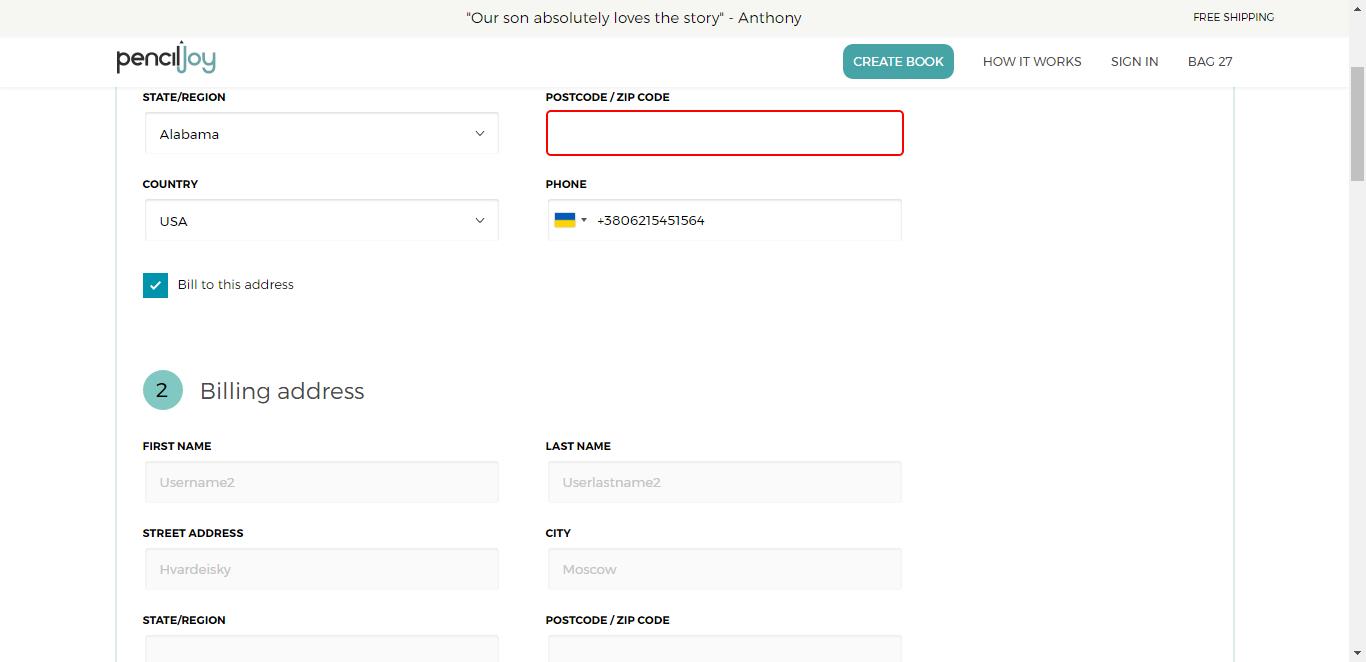 "Our son absolutely loves the story" - Anthony
FREE SHIPPING
penciljoy
CREATE BOOK
HOW IT WORKS
SIGN IN
BAG 27
STATE/REGION
POSTCODE / ZIP CODE
Alabama
COUNTRY
PHONE
USA
+3806215451564
Bill to this address
2
Billing address
FIRST NAME
LAST NAME
Username2
Userlastname2
STREET ADDRESS
CITY
Hvardeisky
Moscow
STATE/REGION
POSTCODE / ZIP CODE